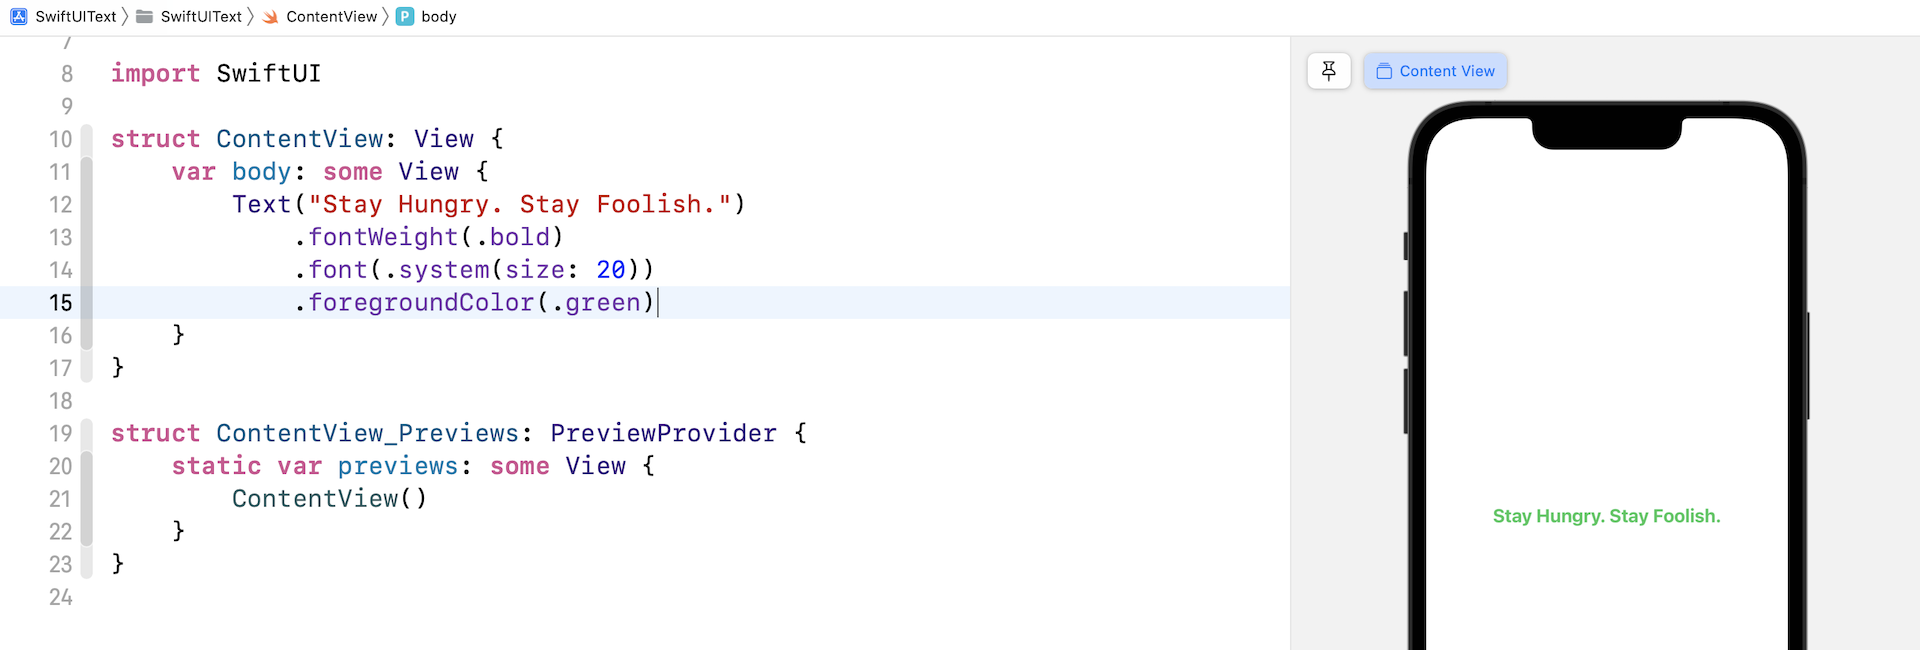 SwiftUIText SwiftUIText ContentView P body
7
8 import SwiftUI
9
10 struct ContentView: View {
11     var body: some View {
12         Text("Stay Hungry. Stay Foolish.")
13             .fontWeight(.bold)
14             .font(.system(size: 20))
15             .foregroundColor(.green)
16     }
17 }
18
19 struct ContentView_Previews: PreviewProvider {
20     static var previews: some View {
21         ContentView()
22     }
23 }
24
Content View
Stay Hungry. Stay Foolish.